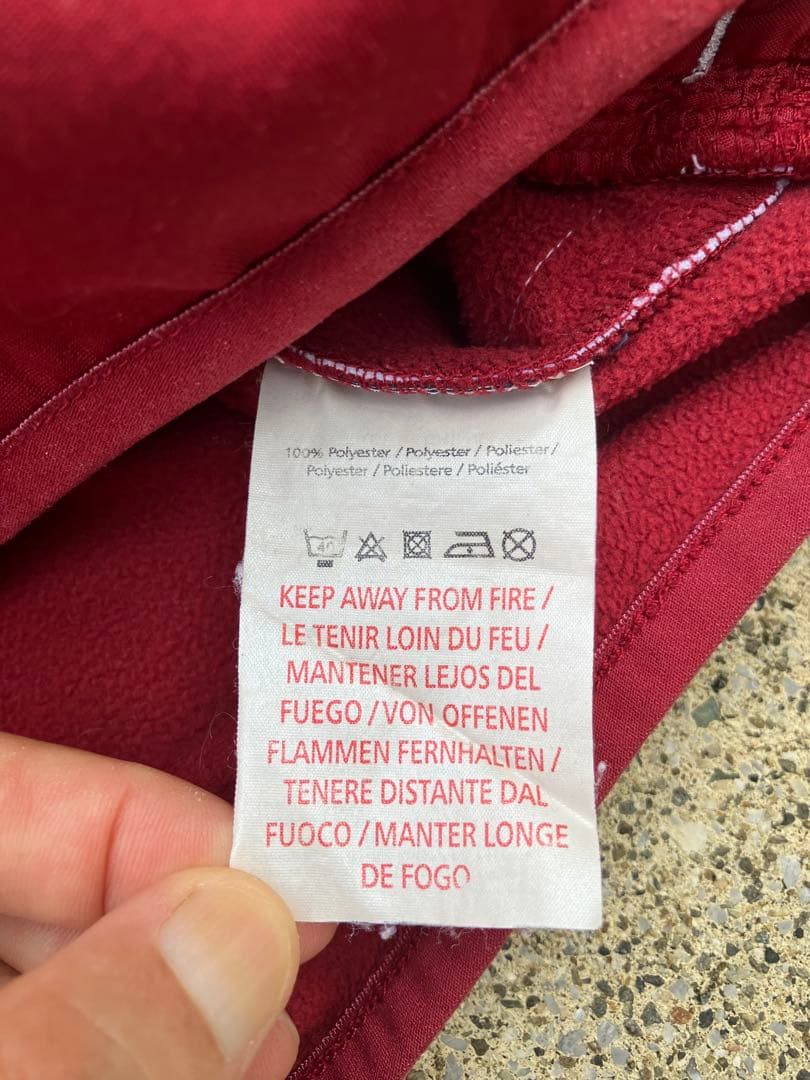 100% Polyester / Polyester / Poliester /
Polyester / Poliestere / Poliéster
40
KEEP AWAY FROM FIRE /
LE TENIR LOIN DU FEU /
MANTENER LEJOS DEL
FUEGO / VON OFFENEN
FLAMMEN FERNHALTEN /
TENERE DISTANTE DAL
FUOCO / MANTER LONGE
DE FOGO